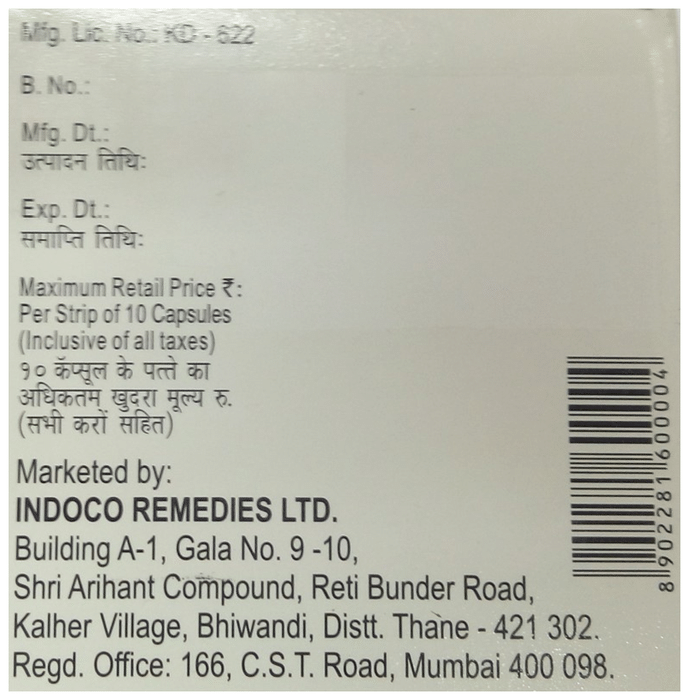 Mfg. Lic. No.: KD - 622
B. No.:
Mfg. Dt.:
उत्पादन तिथिः
Exp. Dt.:
समाप्ति तिथिः
Maximum Retail Price ₹:
Per Strip of 10 Capsules
(Inclusive of all taxes)
१० कॅप्सूल के पत्ते का
अधिकतम खुदरा मूल्य रु.
(सभी करों सहित)
Marketed by:
INDOCO REMEDIES LTD.
Building A-1, Gala No. 9 -10,
Shri Arihant Compound, Reti Bunder Road,
Kalher Village, Bhiwandi, Distt. Thane - 421 302.
Regd. Office: 166, C.S.T. Road, Mumbai 400 098.
8 902281 600004